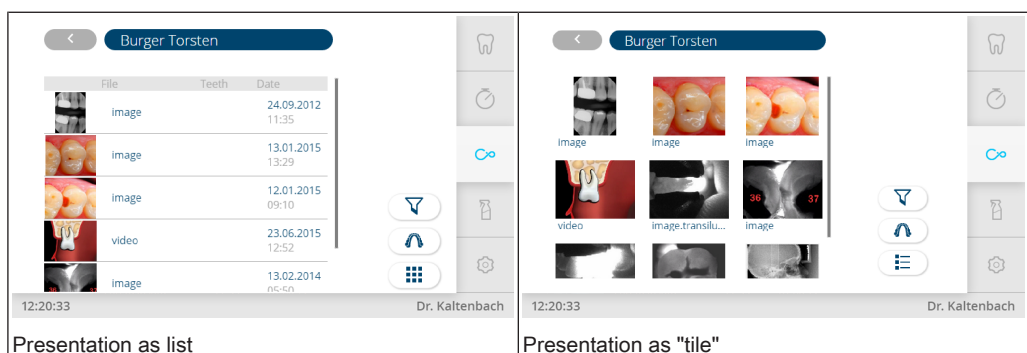 Burger Torsten
File Teeth Date
image 24.09.2012
11:35
image 13.01.2015
13:29
image 12.01.2015
09:10
video 23.06.2015
12:52
image 13.02.2014
05:50
12:20:33 Dr. Kaltenbach
Presentation as list
Burger Torsten
image image image
36 37
video image.transilu... image
12:20:33 Dr. Kaltenbach
Presentation as "tile"